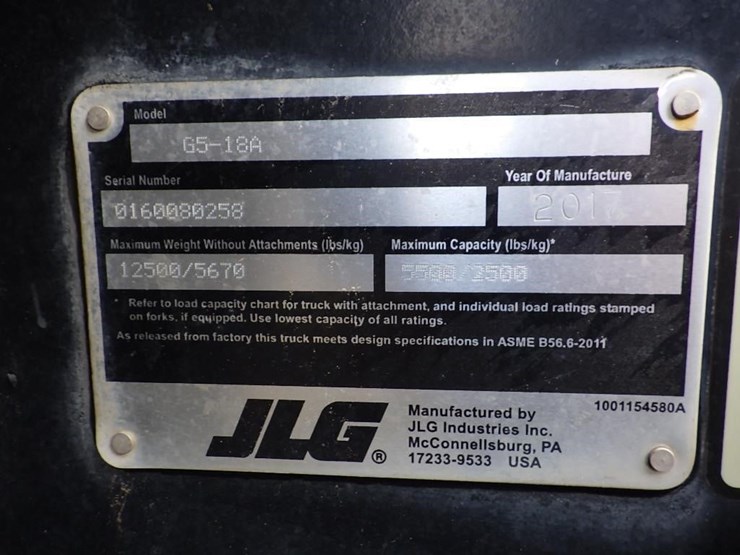 Model
G5-18A
Serial Number
Year Of Manufacture
0160080258
2017
Maximum Weight Without Attachments (lbs/kg)
Maximum Capacity (lbs/kg)*
12500/5670
5500/2500
* Refer to load capacity chart for truck with attachment, and individual load ratings stamped
on forks, if equipped. Use lowest capacity of all ratings.
As released from factory this truck meets design specifications in ASME B56.6-2011
JLG®
Manufactured by
JLG Industries Inc.
McConnellsburg, PA
17233-9533 USA
1001154580A